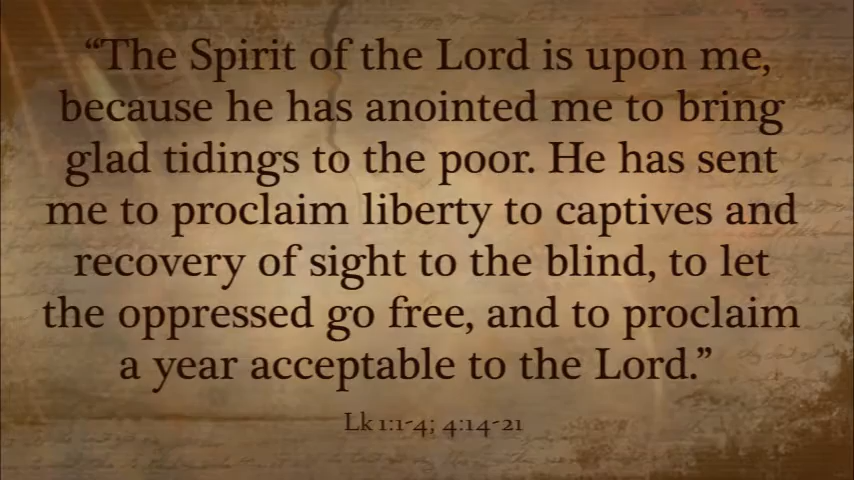 “The Spirit of the Lord is upon me,
because he has anointed me to bring
glad tidings to the poor. He has sent
me to proclaim liberty to captives and
recovery of sight to the blind, to let
the oppressed go free, and to proclaim
a year acceptable to the Lord.”
Lk 1:1-4; 4:14-21